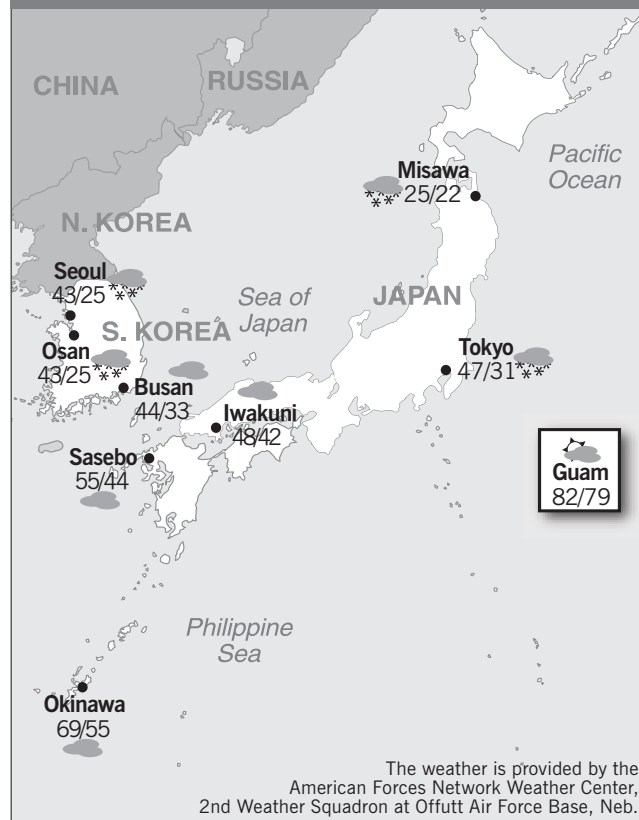 CHINA
RUSSIA
Pacific
Ocean
Misawa
25/22
N. KOREA
Seoul
43/25
Sea of
Japan
JAPAN
S. KOREA
Osan
43/25
Tokyo
47/31
Busan
44/33
Iwakuni
48/42
Sasebo
55/44
Guam
82/79
Philippine
Sea
Okinawa
69/55
The weather is provided by the
American Forces Network Weather Center,
2nd Weather Squadron at Offutt Air Force Base, Neb.